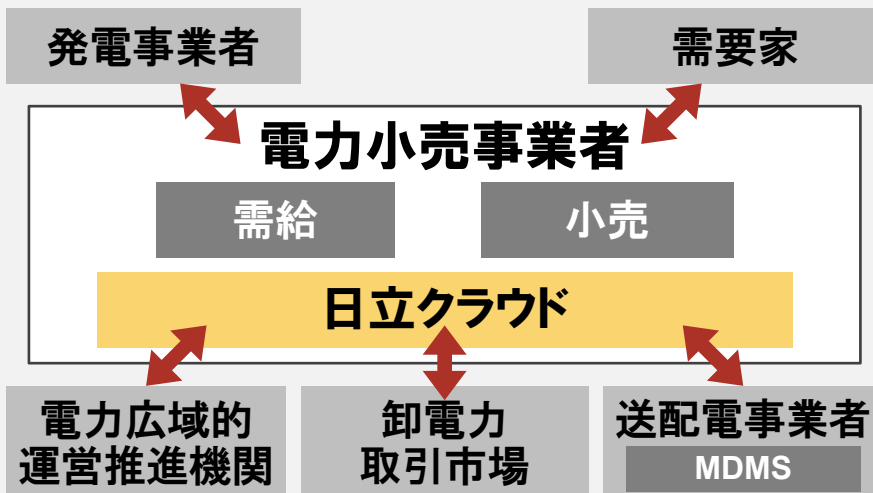 発電事業者
需要家
電力小売事業者
需給
小売
日立クラウド
電力広域的
運営推進機関
卸電力
取引市場
送配電事業者
MDMS